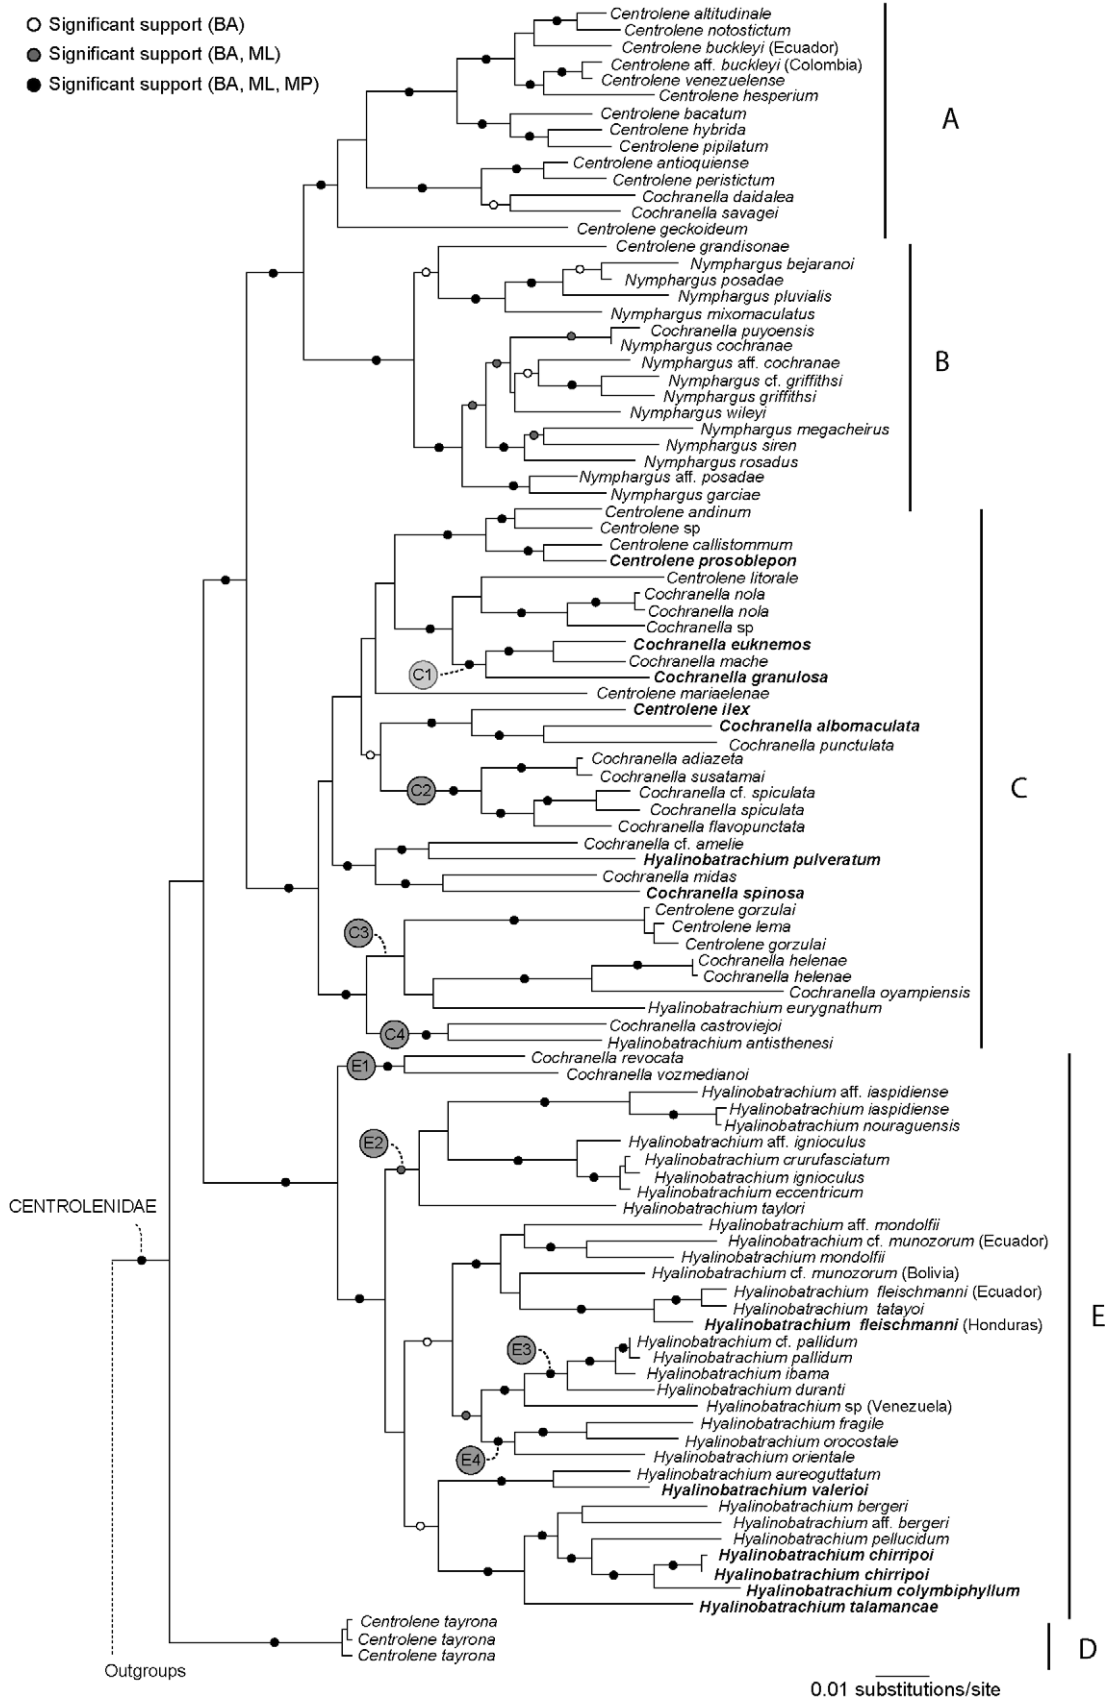 Significant support (BA)
Significant support (BA, ML)
Significant support (BA, ML, MP)
Centrolene altitudinale
Centrolene notostictum
Centrolene buckleyi (Ecuador)
Centrolene aff. buckleyi (Colombia)
Centrolene venezuelense
Centrolene hesperium
Centrolene bacatum
Centrolene hybrida
Centrolene pipilatum
Centrolene antioquiense
Centrolene peristictum
Cochranella daidalea
Cochranella savagei
Centrolene geckoideum
A
Centrolene grandisonae
Nymphargus bejaranoi
Nymphargus posadae
Nymphargus pluvialis
Nymphargus mixomaculatus
Cochranella puyoensis
Nymphargus cochranae
Nymphargus aff. cochranae
Nymphargus cf. griffithsi
Nymphargus griffithsi
Nymphargus wileyi
Nymphargus megacheirus
Nymphargus siren
Nymphargus rosadus
Nymphargus aff. posadae
Nymphargus garciae
B
Centrolene andinum
Centrolene sp
Centrolene callistommum
Centrolene prosoblepon
Centrolene litorale
Cochranella nola
Cochranella nola
Cochranella sp
Cochranella euknemos
Cochranella mache
C1
Cochranella granulosa
Centrolene mariaelenae
Centrolene ilex
Cochranella albomaculata
Cochranella punctulata
Cochranella adiazeta
Cochranella susatamai
C2
Cochranella cf. spiculata
Cochranella spiculata
Cochranella flavopunctata
Cochranella cf. amelie
Hyalinobatrachium pulveratum
Cochranella midas
Cochranella spinosa
Centrolene gorzulai
Centrolene lema
C3
Centrolene gorzulai
Cochranella helenae
Cochranella helenae
Cochranella oyampiensis
Hyalinobatrachium eurygnathum
Cochranella castroviejoi
C4
Hyalinobatrachium antisthenesi
C
Cochranella revocata
E1
Cochranella vozmedianoi
Hyalinobatrachium aff. iaspidiense
Hyalinobatrachium iaspidiense
Hyalinobatrachium nouraguensis
E2
Hyalinobatrachium aff. ignioculus
Hyalinobatrachium crurufasciatum
Hyalinobatrachium ignioculus
Hyalinobatrachium eccentricum
Hyalinobatrachium taylori
CENTROLENIDAE
Hyalinobatrachium aff. mondolfii
Hyalinobatrachium cf. munozorum (Ecuador)
Hyalinobatrachium mondolfii
Hyalinobatrachium cf. munozorum (Bolivia)
Hyalinobatrachium fleischmanni (Ecuador)
Hyalinobatrachium tatayoi
Hyalinobatrachium fleischmanni (Honduras)
E
E3
Hyalinobatrachium cf. pallidum
Hyalinobatrachium pallidum
Hyalinobatrachium ibama
Hyalinobatrachium duranti
Hyalinobatrachium sp (Venezuela)
Hyalinobatrachium fragile
Hyalinobatrachium orocostale
E4
Hyalinobatrachium orientale
Hyalinobatrachium aureoguttatum
Hyalinobatrachium valerioi
Hyalinobatrachium bergeri
Hyalinobatrachium aff. bergeri
Hyalinobatrachium pellucidum
Hyalinobatrachium chirripoi
Hyalinobatrachium chirripoi
Hyalinobatrachium colymbiphyllum
Hyalinobatrachium talamancae
Centrolene tayrona
Centrolene tayrona
Centrolene tayrona
D
Outgroups
0.01 substitutions/site